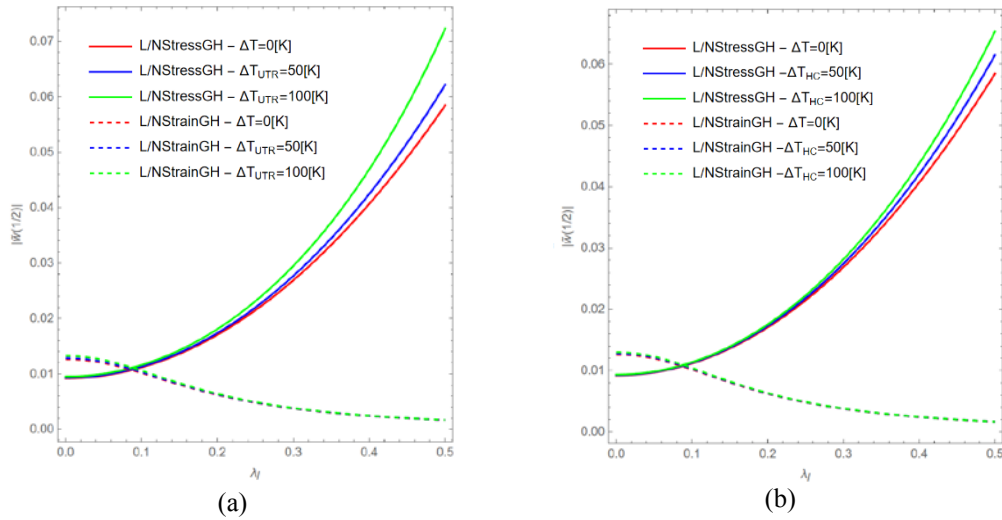 0.07
0.06
0.05
0.04
0.03
0.02
0.01
0.00
|w̄(1/2)|
L/NStressGH – ΔT=0[K]
L/NStressGH – ΔT_UTR=50[K]
L/NStressGH – ΔT_UTR=100[K]
L/NStrainGH – ΔT=0[K]
L/NStrainGH – ΔT_UTR=50[K]
L/NStrainGH – ΔT_UTR=100[K]
0.0 0.1 0.2 0.3 0.4 0.5
λ_l
(a)
0.06
0.05
0.04
0.03
0.02
0.01
0.00
|w̄(1/2)|
L/NStressGH – ΔT=0[K]
L/NStressGH – ΔT_HC=50[K]
L/NStressGH – ΔT_HC=100[K]
L/NStrainGH – ΔT=0[K]
L/NStrainGH –ΔT_HC=50[K]
L/NStrainGH –ΔT_HC=100[K]
0.0 0.1 0.2 0.3 0.4 0.5
λ_l
(b)